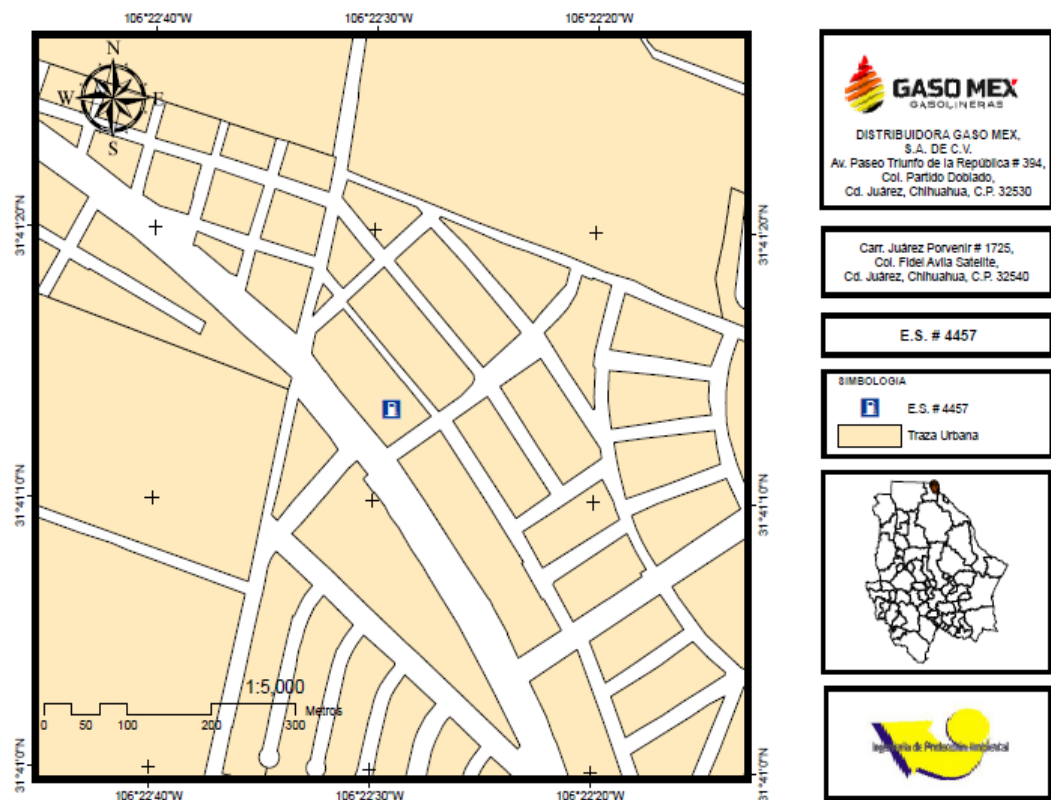 106°22'40"W
106°22'30"W
106°22'20"W
N
W
E
S
31°41'20"N
31°41'20"N
31°41'10"N
31°41'10"N
31°41'0"N
31°41'0"N
1:5,000
0 50 100 200 300 Metros
106°22'40"W
106°22'30"W
106°22'20"W
GASO MEX
GASOLINERAS
DISTRIBUIDORA GASO MEX,
S.A. DE C.V.
Av. Paseo Triunfo de la República # 394,
Col. Partido Doblado,
Cd. Juárez, Chihuahua, C.P. 32530
Carr. Juárez Porvenir # 1725,
Col. Fidel Avila Satelite,
Cd. Juárez, Chihuahua, C.P. 32540
E.S. # 4457
SIMBOLOGIA
E.S. # 4457
Traza Urbana
Ingeniería de Protección Ambiental